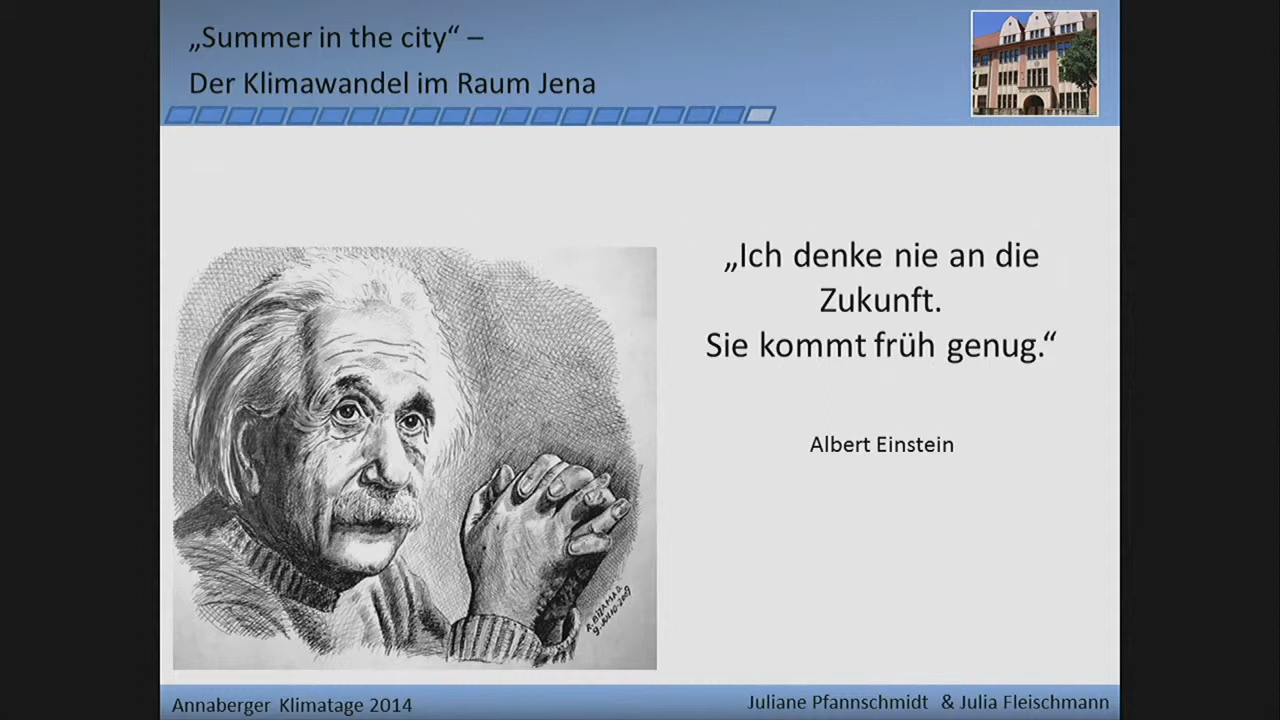 „Summer in the city“ –
Der Klimawandel im Raum Jena
„Ich denke nie an die
Zukunft.
Sie kommt früh genug.“
Albert Einstein
Annaberger Klimatage 2014
Juliane Pfannschmidt & Julia Fleischmann